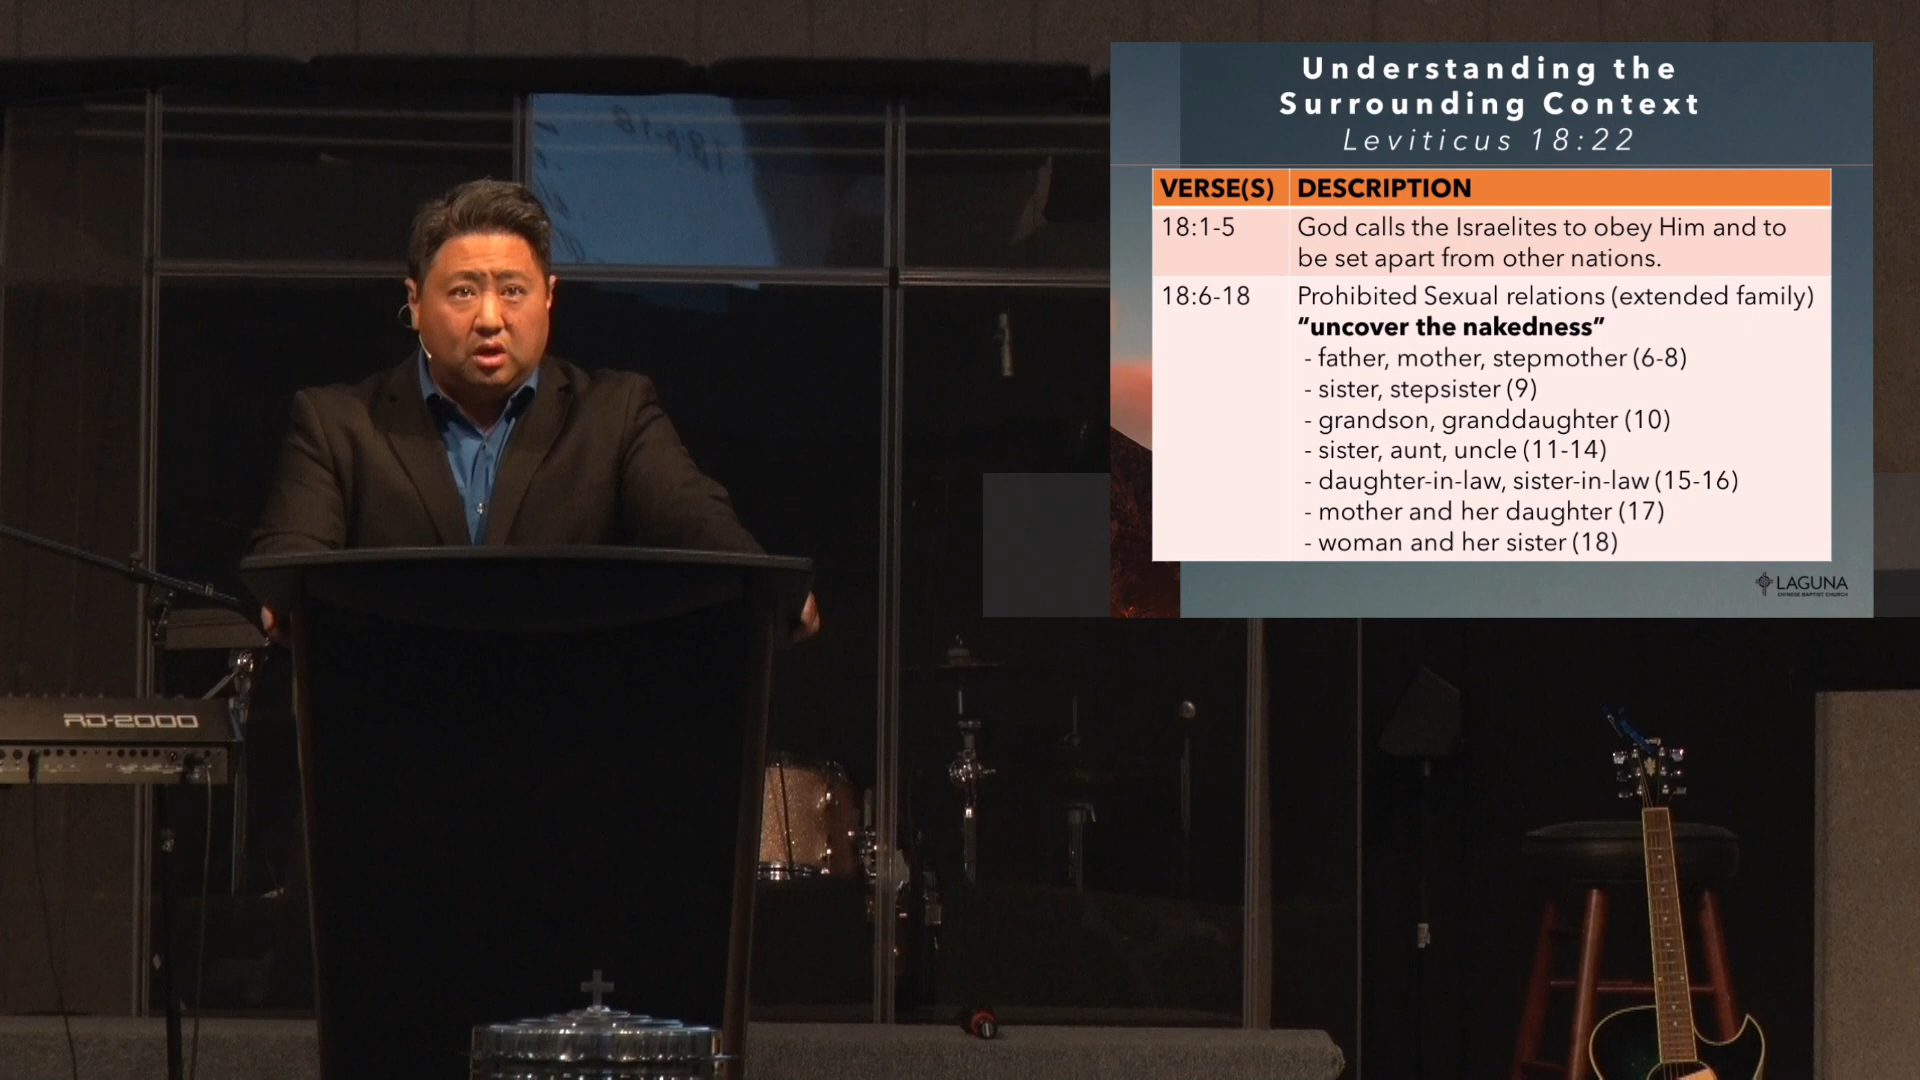 Understanding the
Surrounding Context
Leviticus 18:22
VERSE(S) DESCRIPTION
18:1-5 God calls the Israelites to obey Him and to
be set apart from other nations.
18:6-18 Prohibited Sexual relations (extended family)
“uncover the nakedness”
- father, mother, stepmother (6-8)
- sister, stepsister (9)
- grandson, granddaughter (10)
- sister, aunt, uncle (11-14)
- daughter-in-law, sister-in-law (15-16)
- mother and her daughter (17)
- woman and her sister (18)
LAGUNA
CHINESE BAPTIST CHURCH
RD-2000